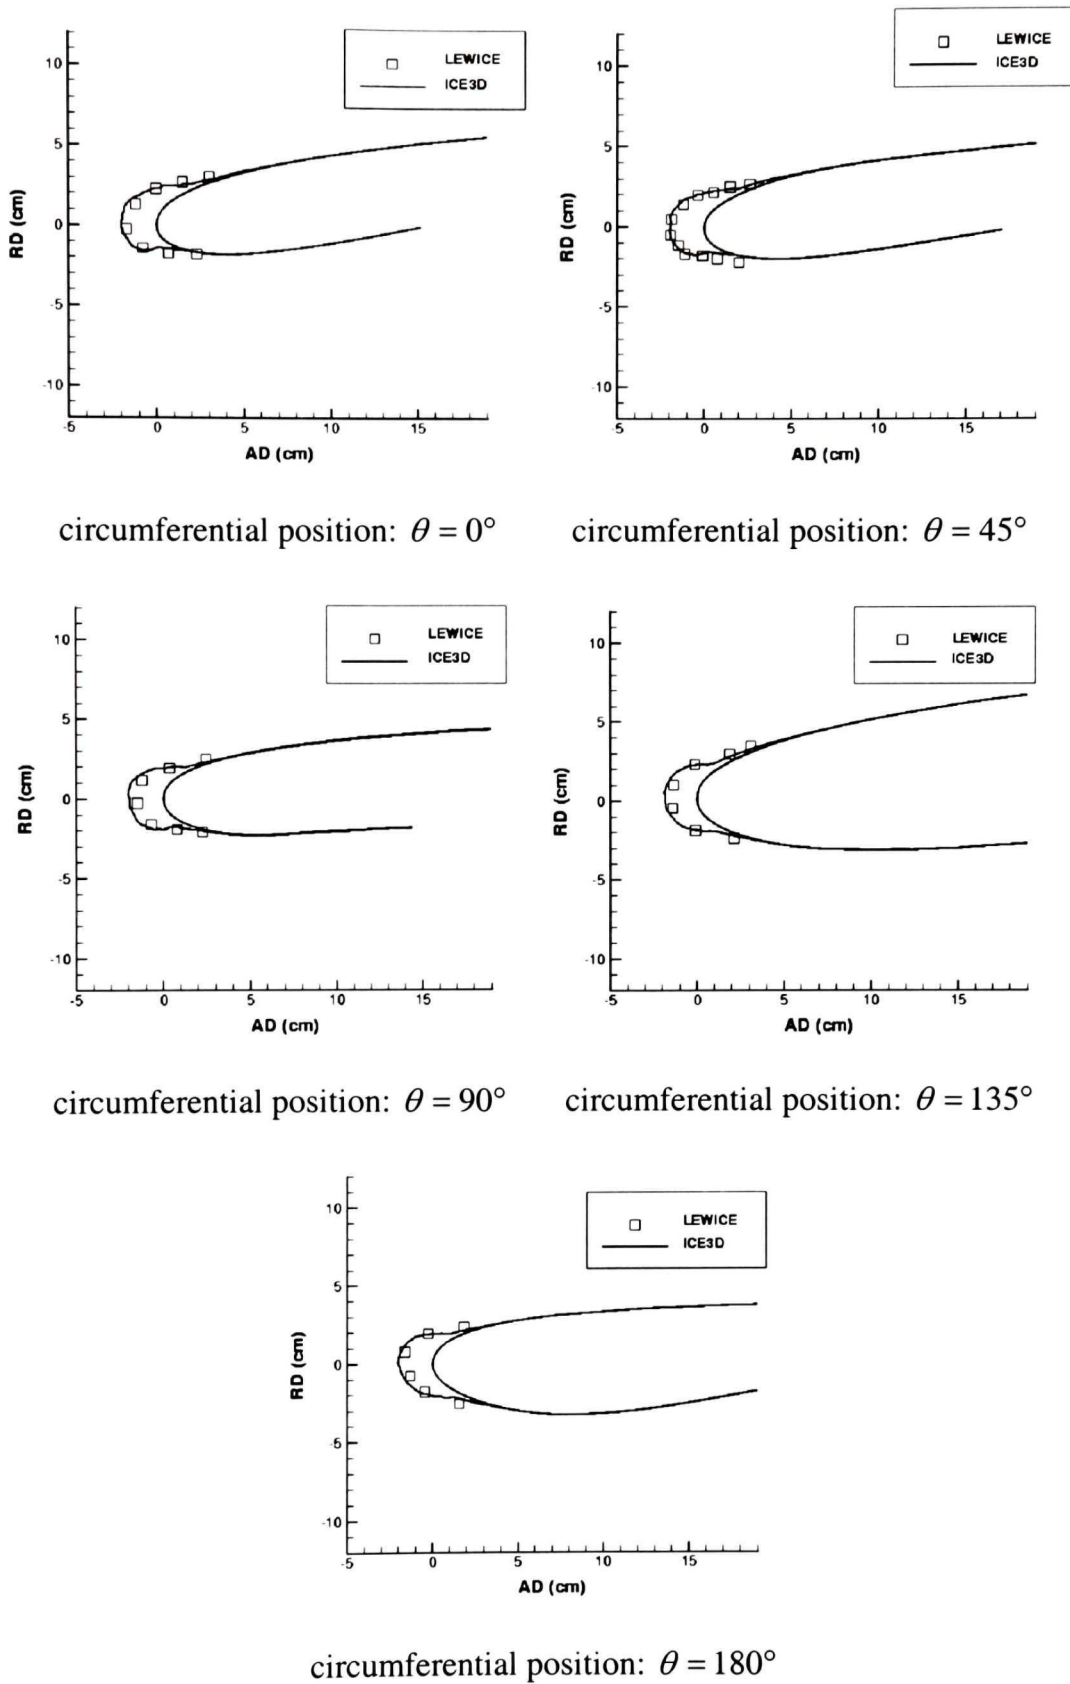 LEWICE
ICE3D
10
5
0
-5
-10
RD (cm)
-5 0 5 10 15
AD (cm)
circumferential position: θ = 0°
LEWICE
ICE3D
10
5
0
-5
-10
RD (cm)
-5 0 5 10 15
AD (cm)
circumferential position: θ = 45°
LEWICE
ICE3D
10
5
0
-5
-10
RD (cm)
-5 0 5 10 15
AD (cm)
circumferential position: θ = 90°
LEWICE
ICE3D
10
5
0
-5
-10
RD (cm)
-5 0 5 10 15
AD (cm)
circumferential position: θ = 135°
LEWICE
ICE3D
10
5
0
-5
-10
RD (cm)
-5 0 5 10 15
AD (cm)
circumferential position: θ = 180°